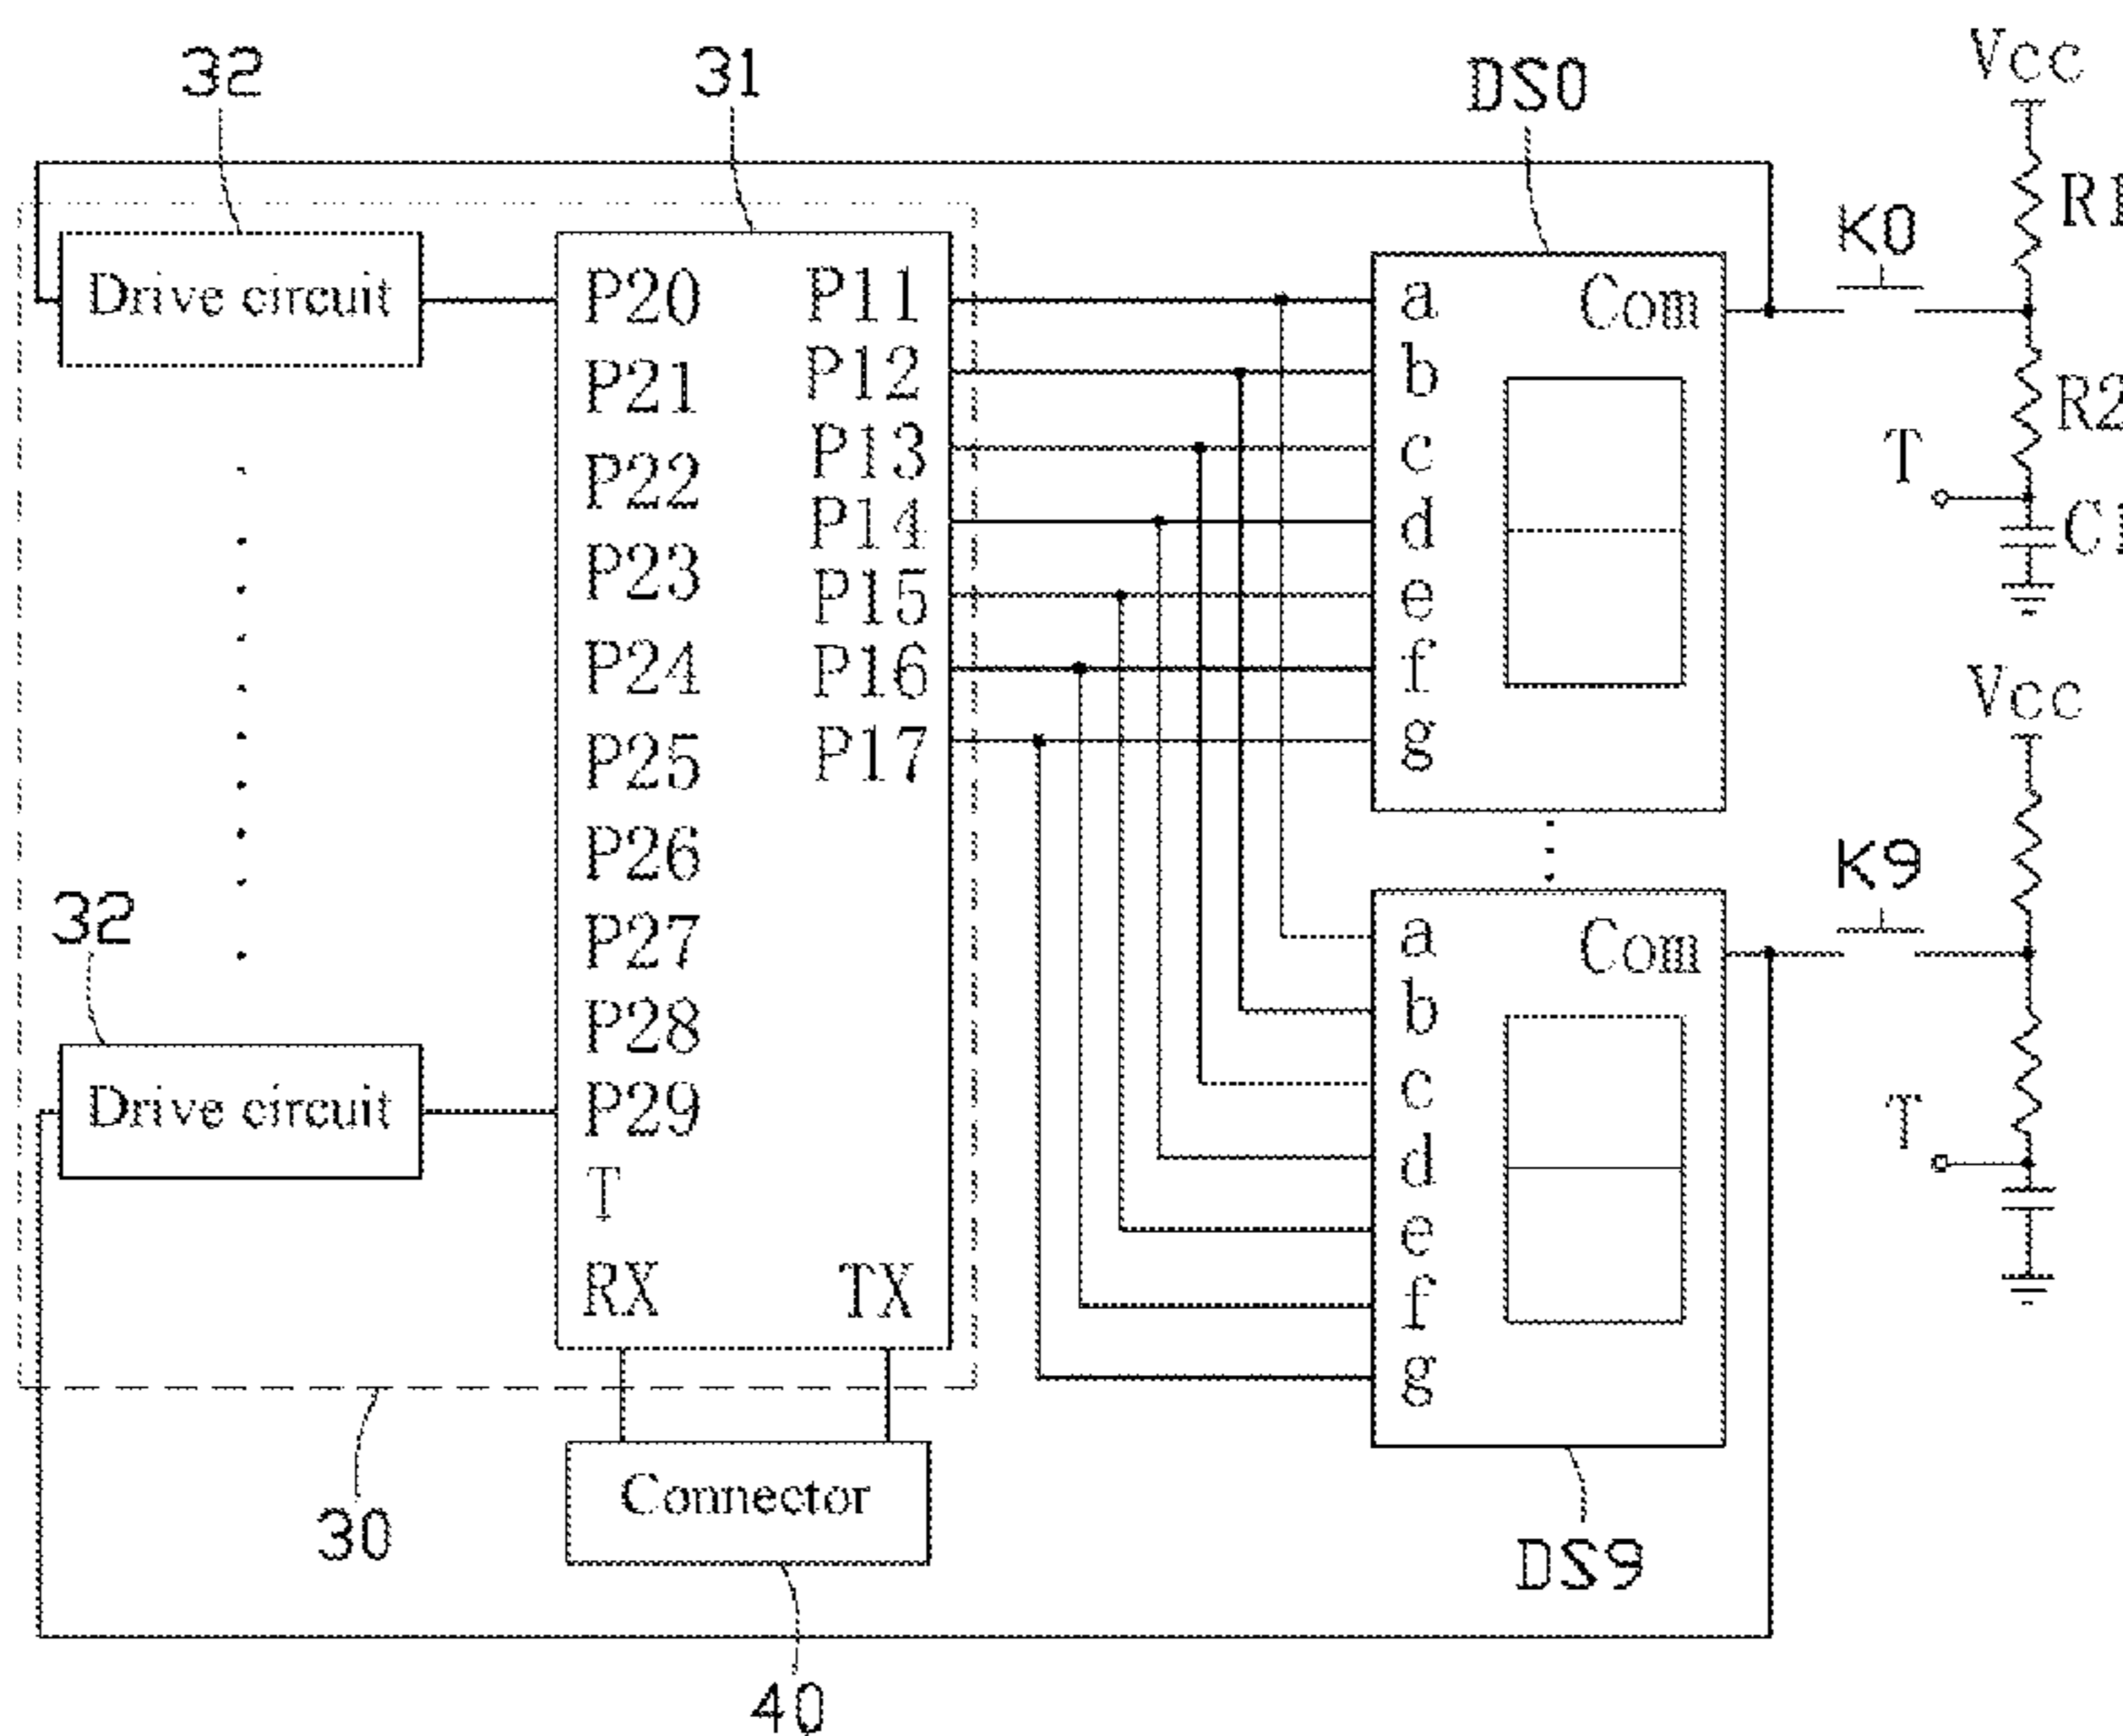 32
31
DS0
Vcc
R1
K0
Drive circuit
P20
P11
a
Com
P21
P12
b
R2
P22
P13
c
T
P14
d
C1
P23
P15
e
P24
P16
f
Vcc
P25
P17
g
P26
K9
32
P27
a
Com
P28
b
Drive circuit
P29
c
T
T
d
e
RX
TX
f
g
30
Connector
DS9
40